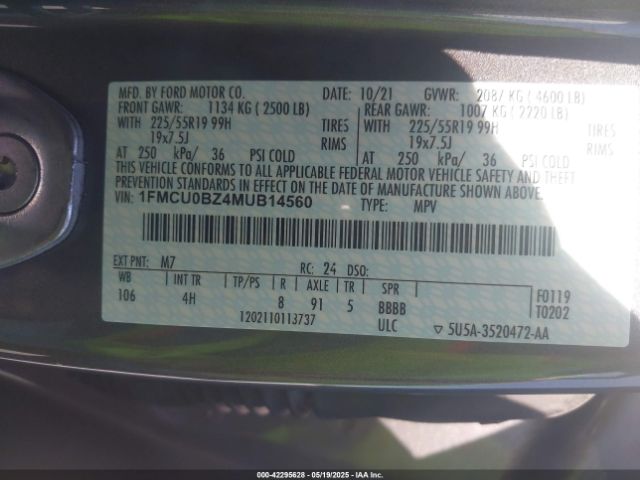 MFD. BY FORD MOTOR CO. DATE: 10/21 GVWR: 2087 KG ( 4600 LB)
FRONT GAWR: 1134 KG ( 2500 LB) REAR GAWR: 1007 KG ( 2220 LB)
WITH 225/55R19 99H TIRES WITH 225/55R19 99H TIRES
19x7.5J RIMS 19x7.5J RIMS
AT 250 kPa/ 36 PSI COLD AT 250 kPa/ 36 PSI COLD
THIS VEHICLE CONFORMS TO ALL APPLICABLE FEDERAL MOTOR VEHICLE SAFETY AND THEFT
PREVENTION STANDARDS IN EFFECT ON THE DATE OF MANUFACTURE SHOWN ABOVE.
VIN: 1FMCU0BZ4MUB14560 TYPE: MPV
EXT PNT: M7 RC: 24 DSO:
WB INT TR TP/PS R AXLE TR SPR
106 4H 8 91 5 BBBB F0119
1202110113737 ULC T0202
▽ 5U5A-3520472-AA
000-42295628 - 05/19/2025 - IAAI.COM